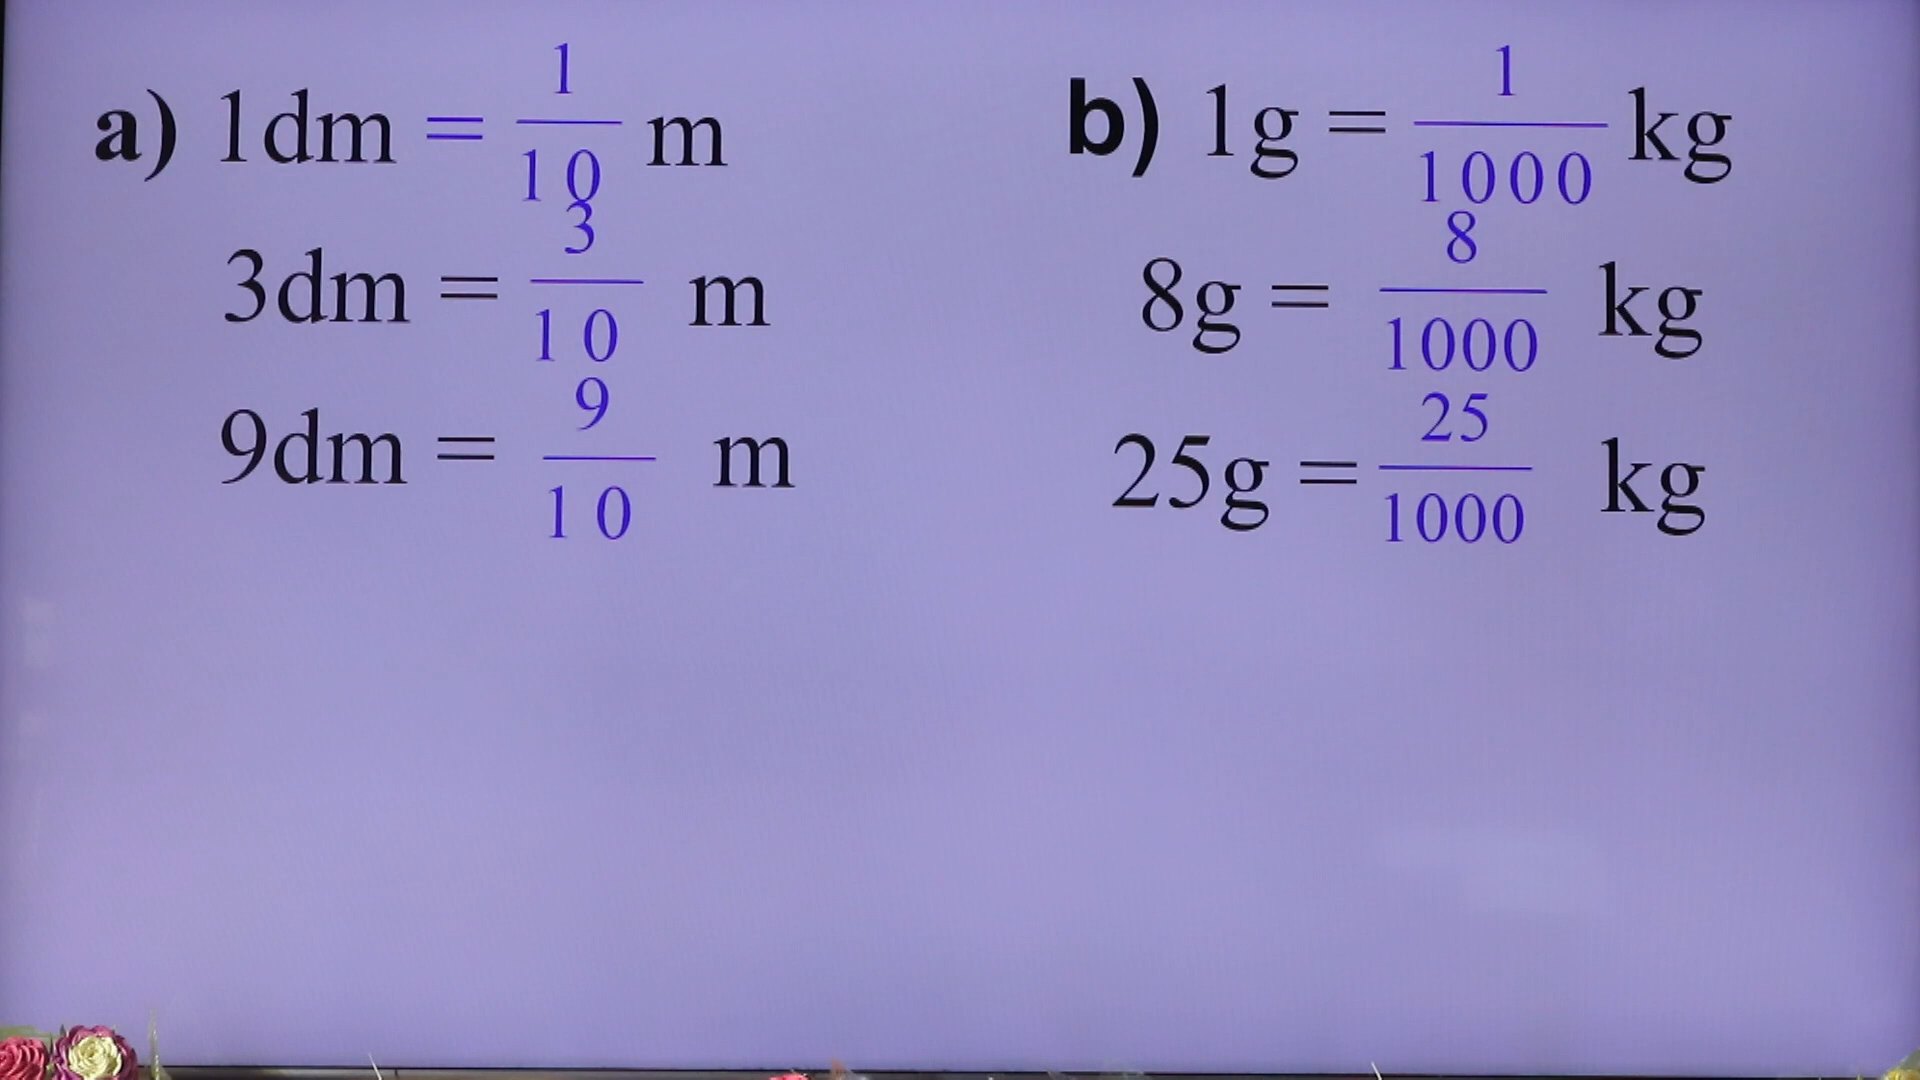 a) 1dm = 1/10 m
3dm = 3/10 m
9dm = 9/10 m
b) 1g = 1/1000 kg
8g = 8/1000 kg
25g = 25/1000 kg